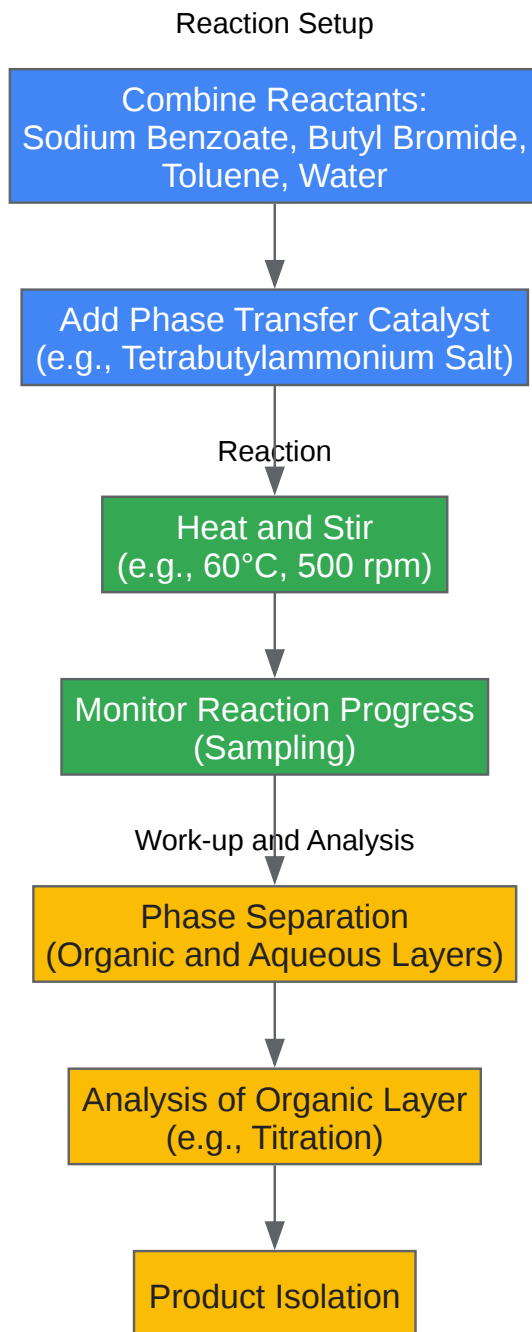 Reaction Setup
Combine Reactants:
Sodium Benzoate, Butyl Bromide,
Toluene, Water
Add Phase Transfer Catalyst
(e.g., Tetrabutylammonium Salt)
Reaction
Heat and Stir
(e.g., 60°C, 500 rpm)
Monitor Reaction Progress
(Sampling)
Work-up and Analysis
Phase Separation
(Organic and Aqueous Layers)
Analysis of Organic Layer
(e.g., Titration)
Product Isolation